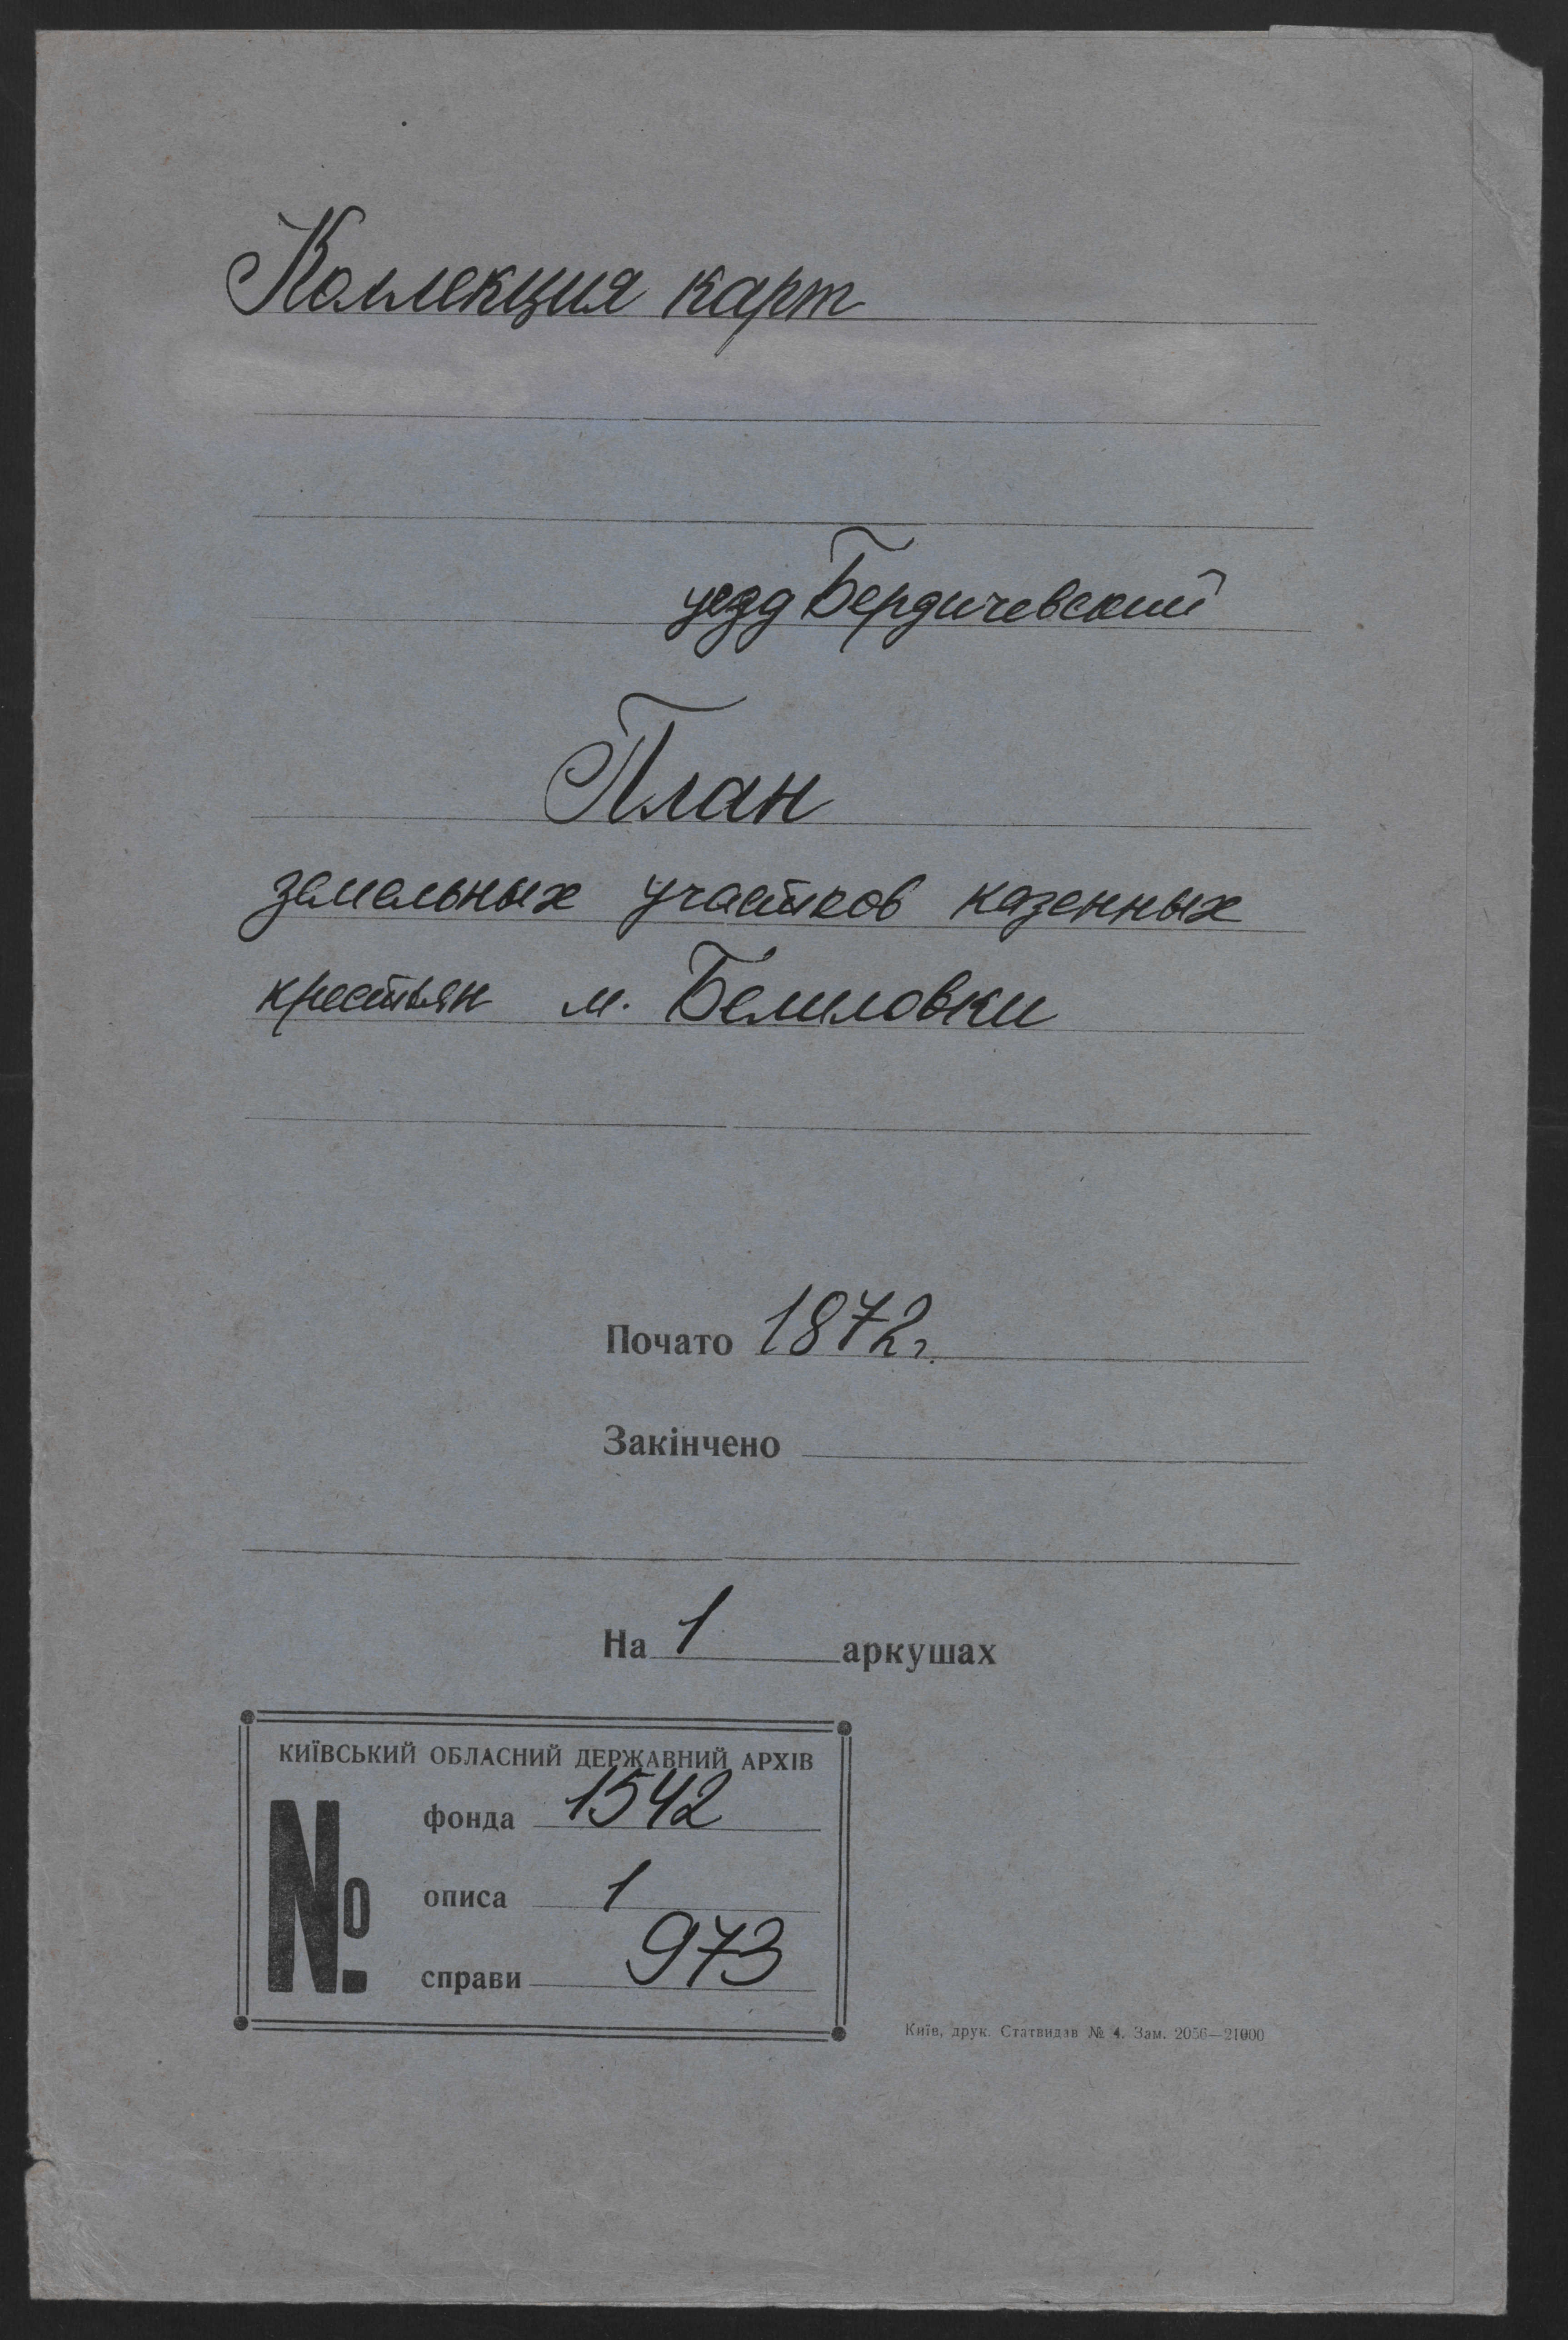 Коллекция карт
уезд Бердичевский
План
земельных участков казенных
крестьян м. Белиловки
Почато 1872г.
Закінчено
На 1 аркушах
КИЇВСЬКИЙ ОБЛАСНИЙ ДЕРЖАВНИЙ АРХІВ
№
фонда 1542
описа 1
справи 973
Київ, друк. Статвидав № 4. Зам. 2056—21000